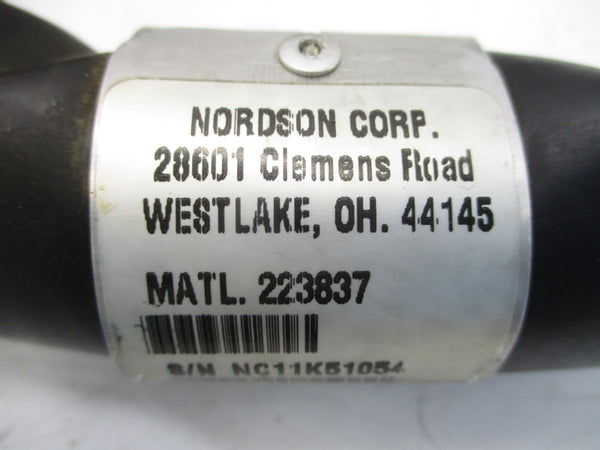 NORDSON CORP.
28601 Clemens Road
WESTLAKE, OH. 44145
MATL. 223837
S/N NC11K51054